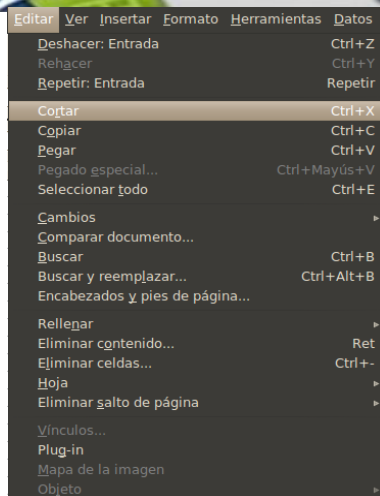 Editar Ver Insertar Formato Herramientas Datos
Deshacer: Entrada Ctrl+Z
Rehacer Ctrl+Y
Repetir: Entrada Repetir
Cortar Ctrl+X
Copiar Ctrl+C
Pegar Ctrl+V
Pegado especial... Ctrl+Mayús+V
Seleccionar todo Ctrl+E
Cambios
Comparar documento...
Buscar Ctrl+B
Buscar y reemplazar... Ctrl+Alt+B
Encabezados y pies de página...
Rellenar
Eliminar contenido... Ret
Eliminar celdas... Ctrl+-
Hoja
Eliminar salto de página
Vínculos...
Plug-in
Mapa de la imagen
Objeto